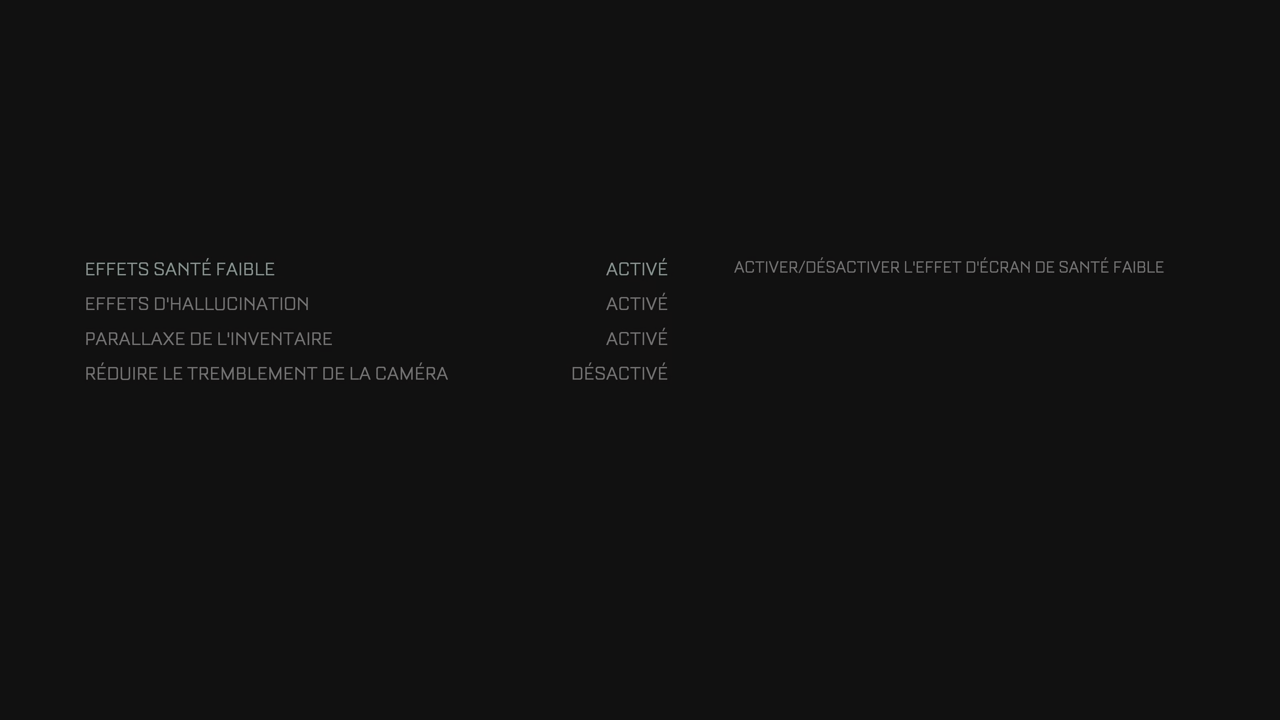 EFFETS SANTÉ FAIBLE ACTIVÉ ACTIVER/DÉSACTIVER L'EFFET D'ÉCRAN DE SANTÉ FAIBLE
EFFETS D'HALLUCINATION ACTIVÉ
PARALLAXE DE L'INVENTAIRE ACTIVÉ
RÉDUIRE LE TREMBLEMENT DE LA CAMÉRA DÉSACTIVÉ